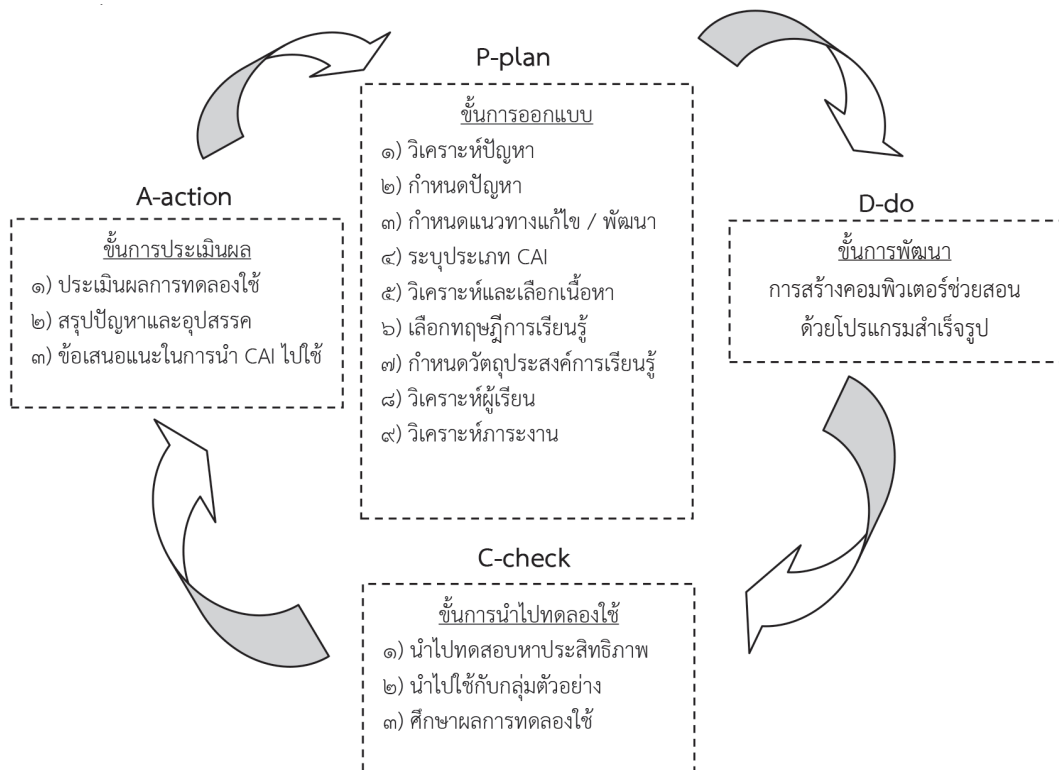 P-plan
ขั้นการออกแบบ
๑) วิเคราะห์ปัญหา
๒) กำหนดปัญหา
๓) กำหนดแนวทางแก้ไข / พัฒนา
๔) ระบุประเภท CAI
๕) วิเคราะห์และเลือกเนื้อหา
๖) เลือกทฤษฎีการเรียนรู้
๗) กำหนดวัตถุประสงค์การเรียนรู้
๘) วิเคราะห์ผู้เรียน
๙) วิเคราะห์ภาระงาน
D-do
ขั้นการพัฒนา
การสร้างคอมพิวเตอร์ช่วยสอน
ด้วยโปรแกรมสำเร็จรูป
C-check
ขั้นการนำไปทดลองใช้
๑) นำไปทดสอบหาประสิทธิภาพ
๒) นำไปใช้กับกลุ่มตัวอย่าง
๓) ศึกษาผลการทดลองใช้
A-action
ขั้นการประเมินผล
๑) ประเมินผลการทดลองใช้
๒) สรุปปัญหาและอุปสรรค
๓) ข้อเสนอแนะในการนำ CAI ไปใช้